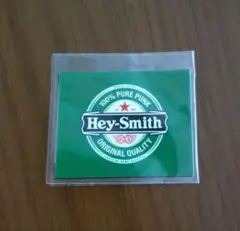 100% PURE PUNK
Hey-Smith
ORIGINAL QUALITY